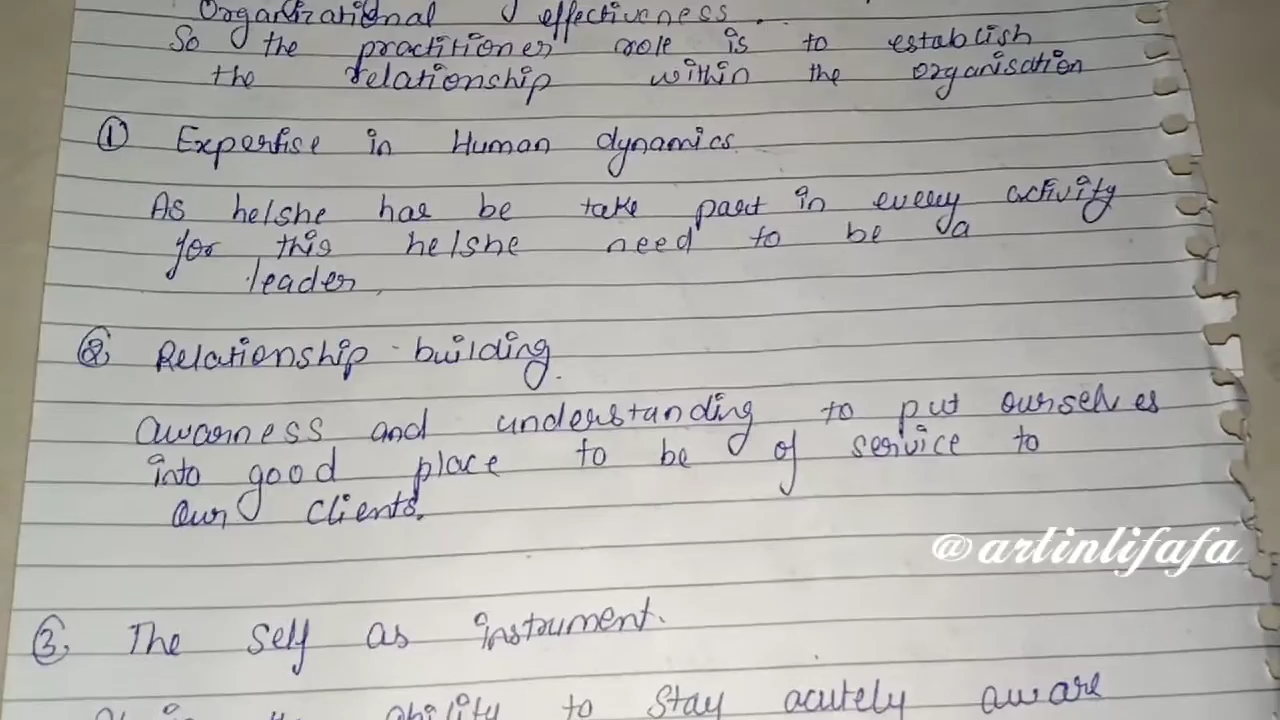 Organizational effectiveness.
So the practitioner role is to establish
the relationship within the organisation
① Expertise in Human dynamics
As he/she has be take part in every activity
for this he/she need to be a
leader.
② Relationship-building.
awarness and understanding to put ourselves
into good place to be of service to
our clients.
@artinlifafa
③. The Self as instrument.
ability to stay acutely aware